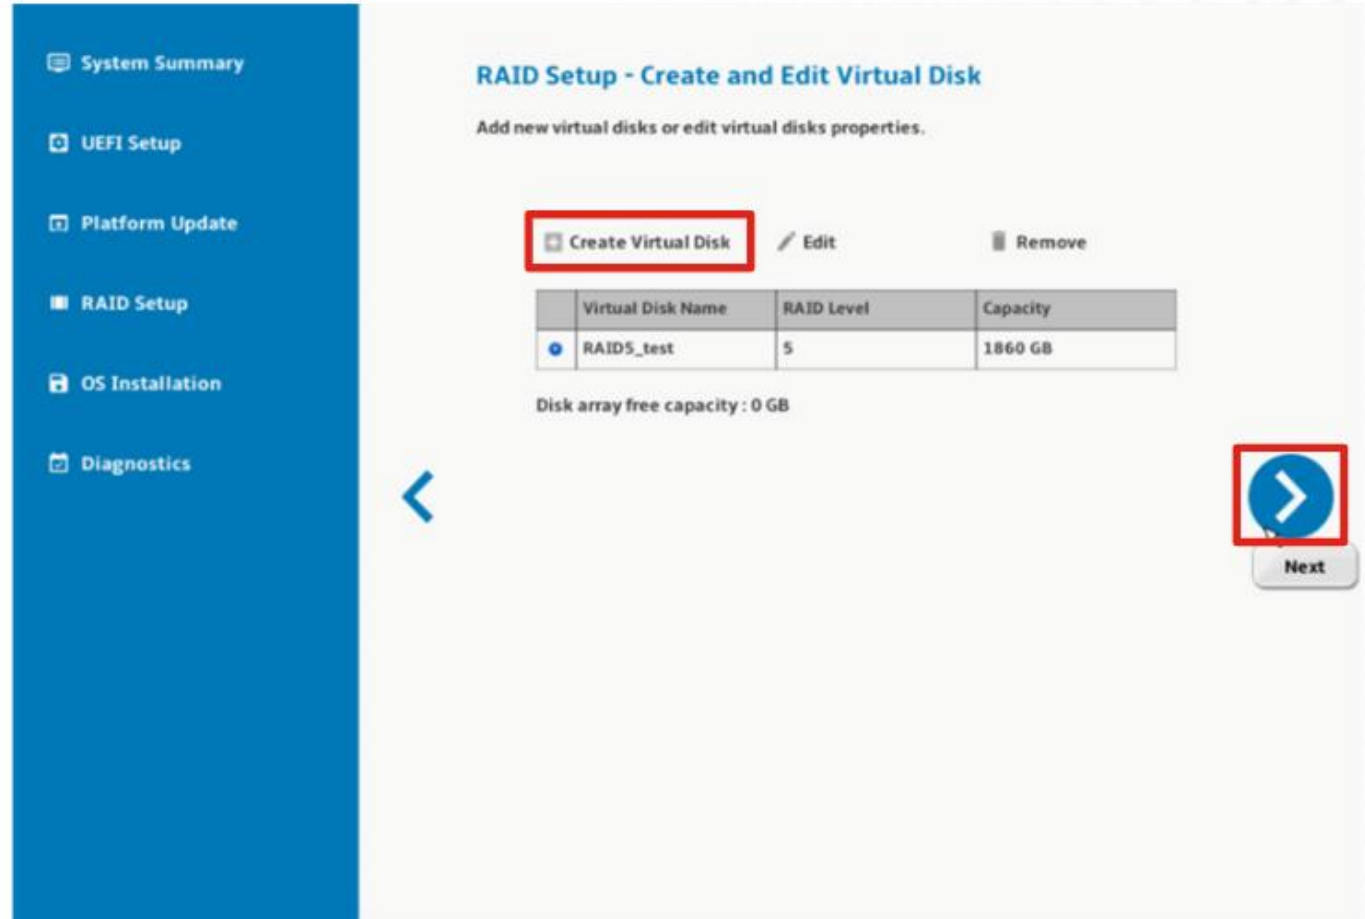 System Summary
UEFI Setup
Platform Update
RAID Setup
OS Installation
Diagnostics
RAID Setup - Create and Edit Virtual Disk
Add new virtual disks or edit virtual disks properties.
Create Virtual Disk Edit Remove
Virtual Disk Name RAID Level Capacity
RAID5_test 5 1860 GB
Disk array free capacity : 0 GB
Next